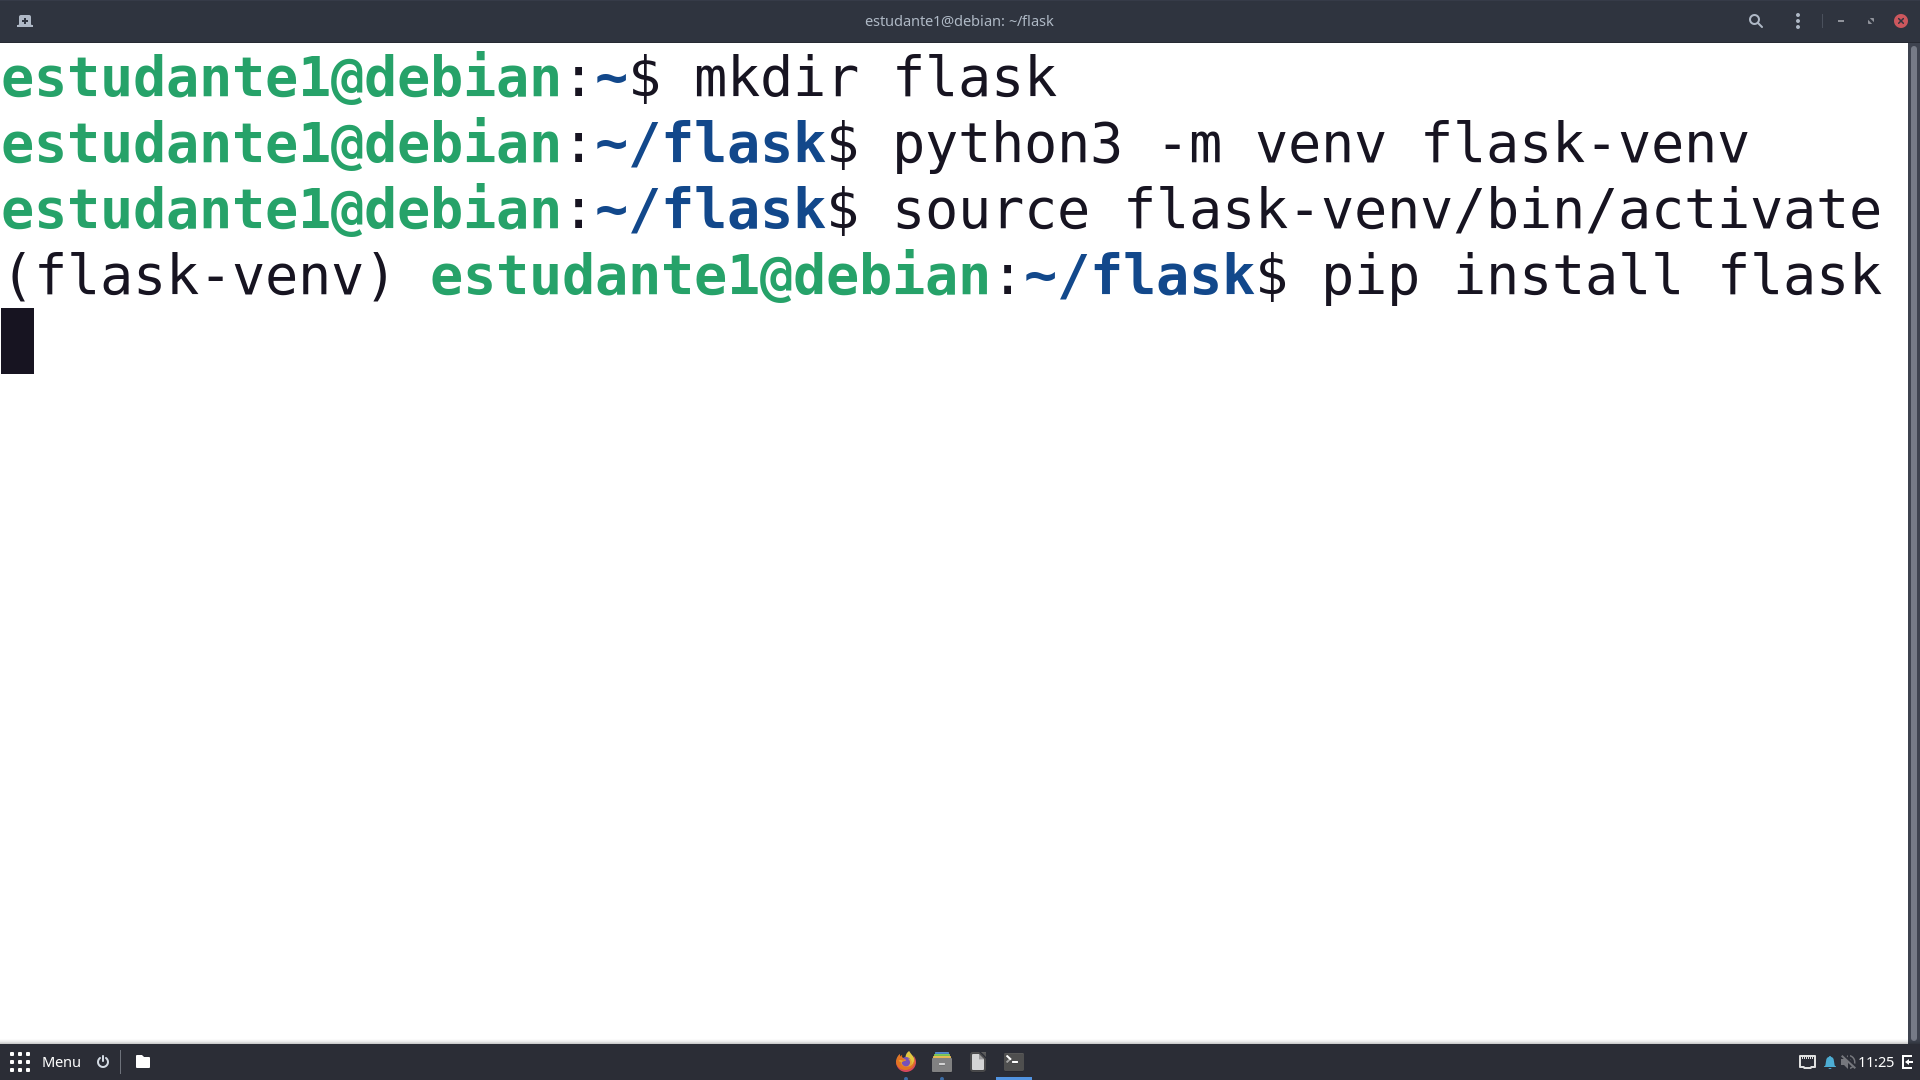 estudante1@debian: ~/flask
estudante1@debian:~$ mkdir flask
estudante1@debian:~/flask$ python3 -m venv flask-venv
estudante1@debian:~/flask$ source flask-venv/bin/activate
(flask-venv) estudante1@debian:~/flask$ pip install flask
Menu 11:25